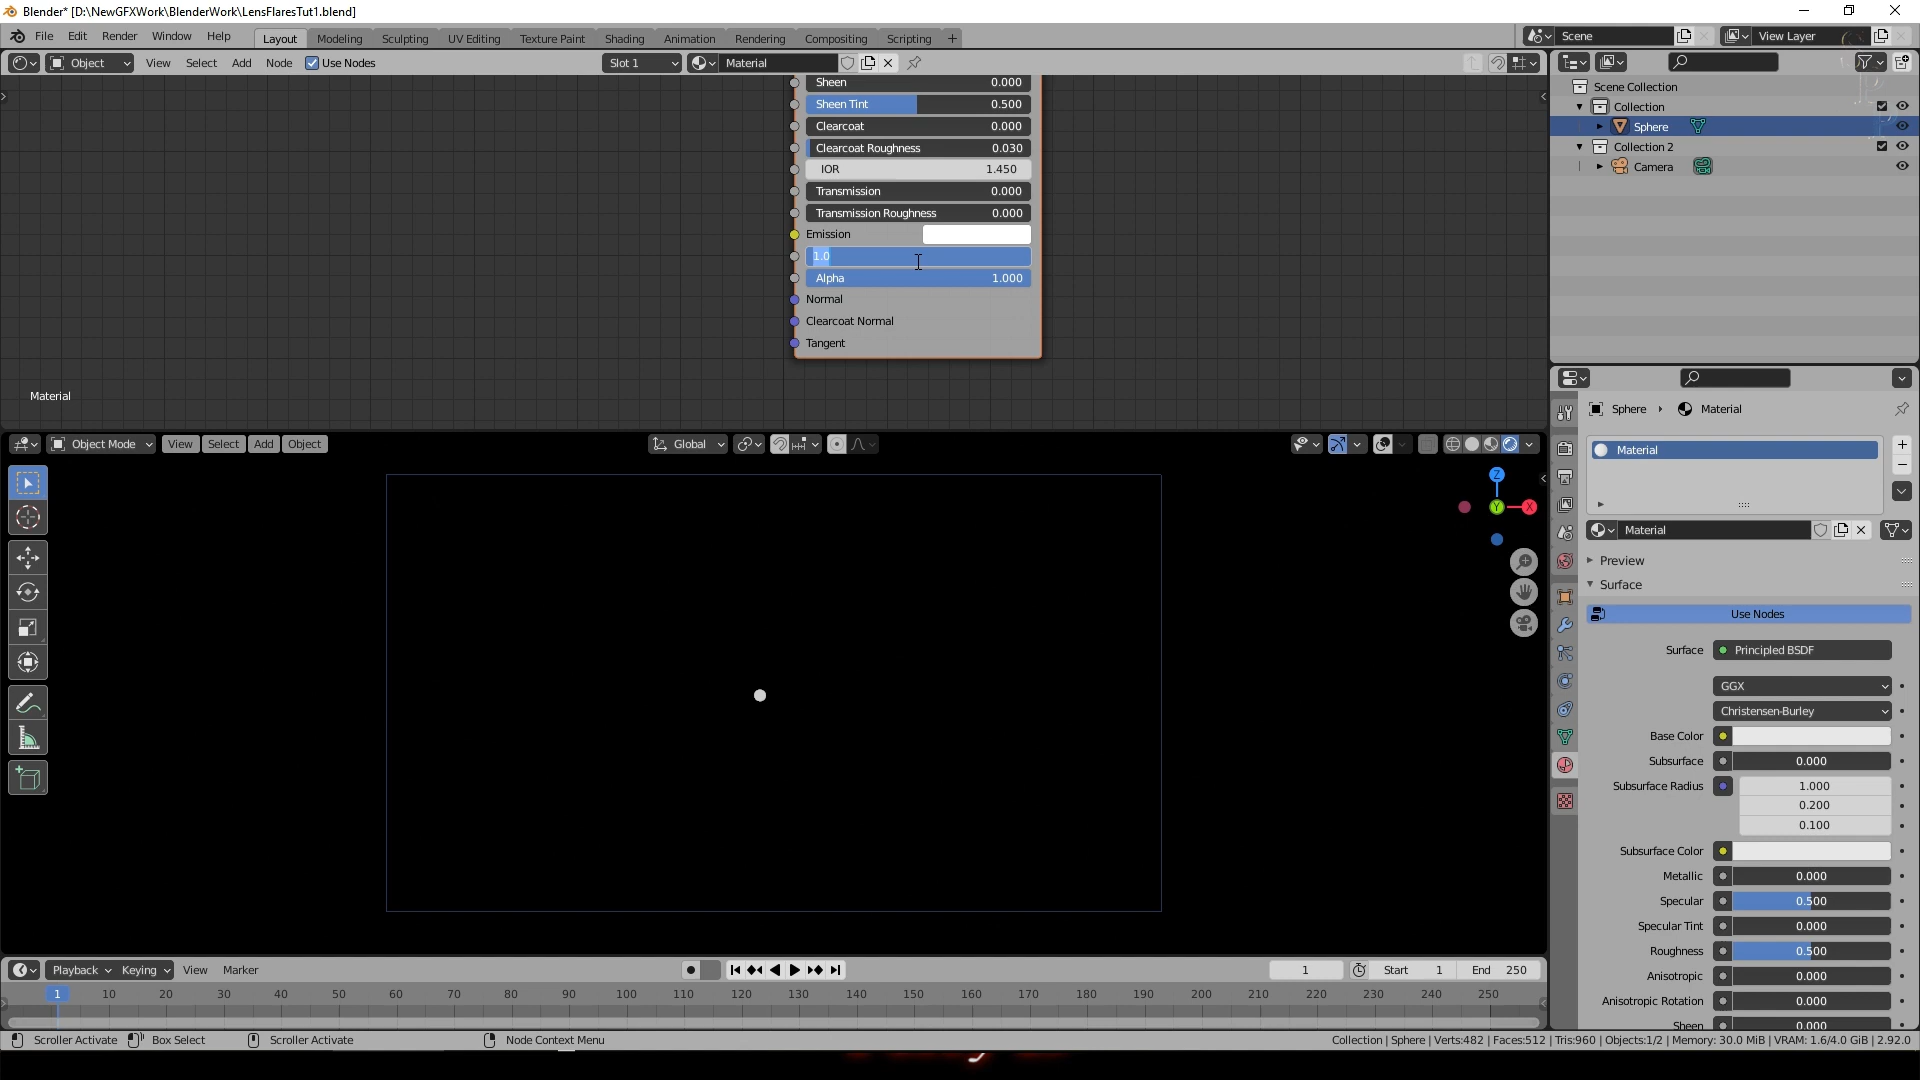 Blender* [D:\NewGFXWork\BlenderWork\LensFlaresTut1.blend]
File Edit Render Window Help Layout Modeling Sculpting UV Editing Texture Paint Shading Animation Rendering Compositing Scripting + Scene View Layer
Object View Select Add Node Use Nodes Slot 1 Material
Sheen 0.000
Sheen Tint 0.500
Clearcoat 0.000
Clearcoat Roughness 0.030
IOR 1.450
Transmission 0.000
Transmission Roughness 0.000
Emission
1.0
Alpha 1.000
Normal
Clearcoat Normal
Tangent
Material
Scene Collection
Collection
Sphere
Collection 2
Camera
Object Mode View Select Add Object Global
Z
Y X
Sphere Material
Material
Material
Preview
Surface
Use Nodes
Surface Principled BSDF
GGX
Christensen-Burley
Base Color
Subsurface 0.000
Subsurface Radius 1.000
0.200
0.100
Subsurface Color
Metallic 0.000
Specular 0.500
Specular Tint 0.000
Roughness 0.500
Anisotropic 0.000
Anisotropic Rotation 0.000
Sheen 0.000
Playback Keying View Marker 1 Start 1 End 250
1 10 20 30 40 50 60 70 80 90 100 110 120 130 140 150 160 170 180 190 200 210 220 230 240 250
Scroller Activate Box Select Scroller Activate Node Context Menu Collection | Sphere | Verts:482 | Faces:512 | Tris:960 | Objects:1/2 | Memory: 30.0 MiB | VRAM: 1.6/4.0 GiB | 2.92.0